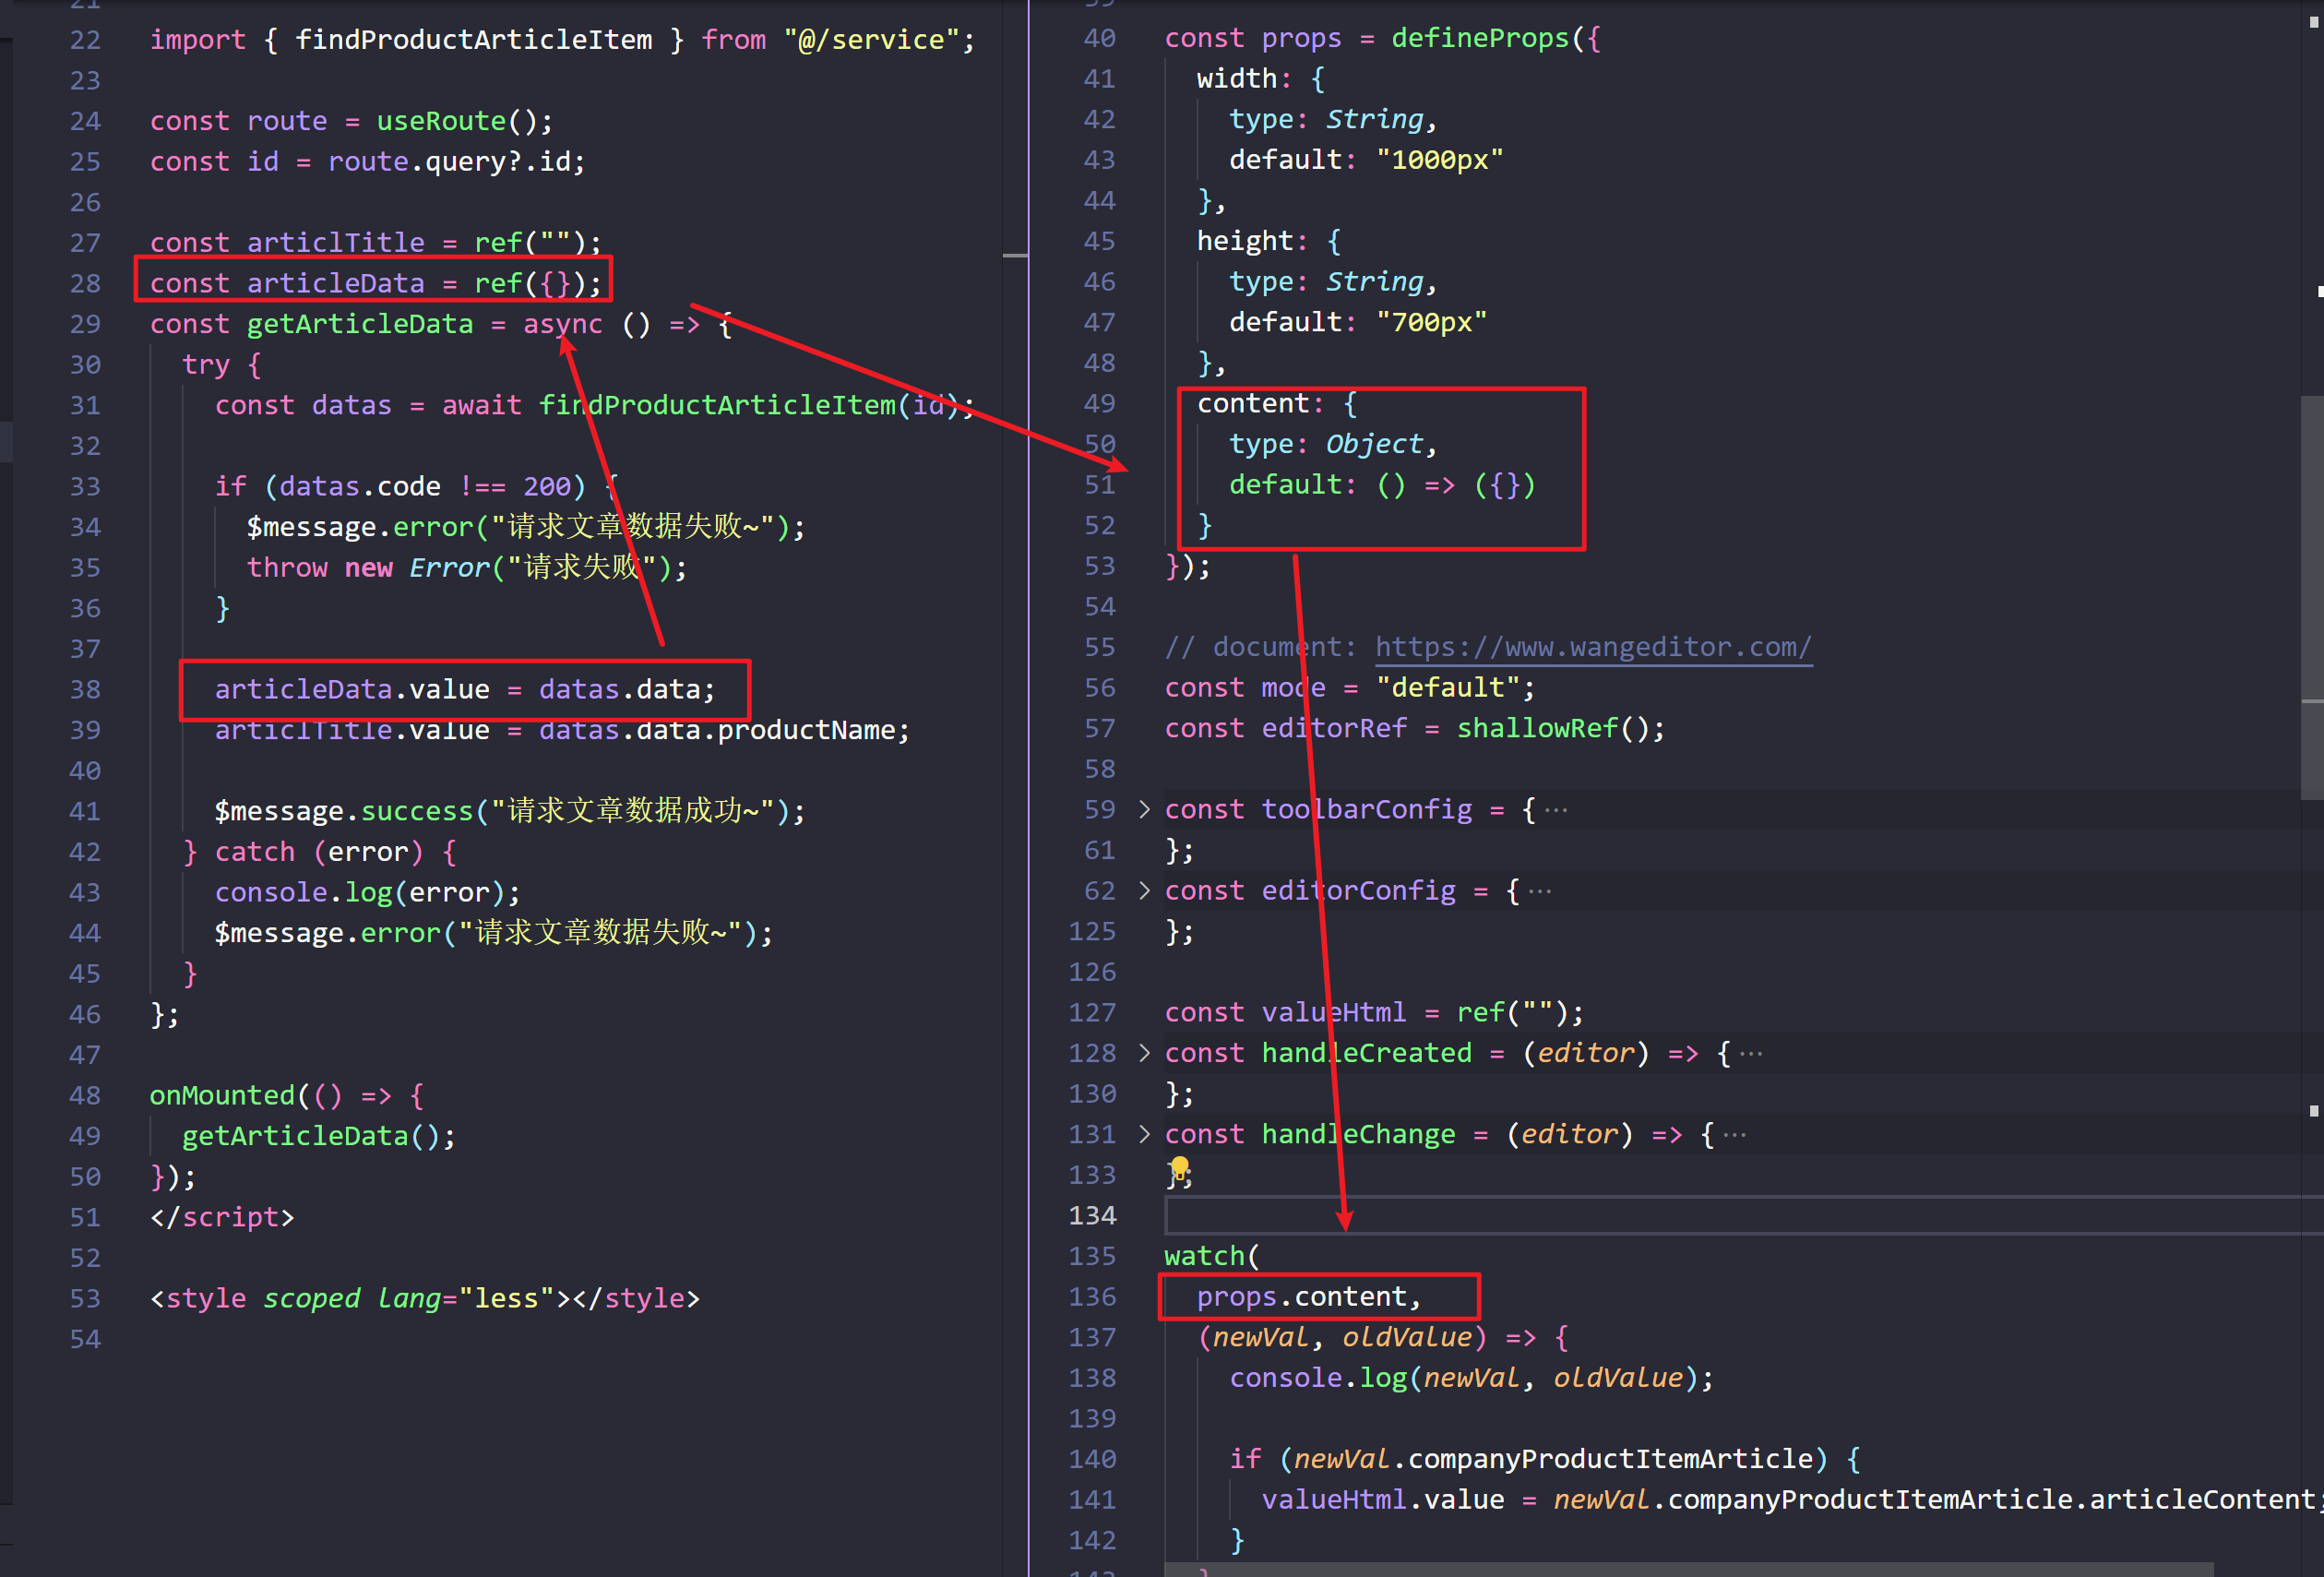 21
22 import { findProductArticleItem } from "@/service";
23
24 const route = useRoute();
25 const id = route.query?.id;
26
27 const articlTitle = ref("");
28 const articleData = ref({});
29 const getArticleData = async () => {
30 try {
31 const datas = await findProductArticleItem(id);
32
33 if (datas.code !== 200) {
34 $message.error("请求文章数据失败~");
35 throw new Error("请求失败");
36 }
37
38 articleData.value = datas.data;
39 articlTitle.value = datas.data.productName;
40
41 $message.success("请求文章数据成功~");
42 } catch (error) {
43 console.log(error);
44 $message.error("请求文章数据失败~");
45 }
46 };
47
48 onMounted(() => {
49 getArticleData();
50 });
51 </script>
52
53 <style scoped lang="less"></style>
54
39
40 const props = defineProps({
41 width: {
42 type: String,
43 default: "1000px"
44 },
45 height: {
46 type: String,
47 default: "700px"
48 },
49 content: {
50 type: Object,
51 default: () => ({})
52 }
53 });
54
55 // document: https://www.wangeditor.com/
56 const mode = "default";
57 const editorRef = shallowRef();
58
59 const toolbarConfig = { ···
61 };
62 const editorConfig = { ···
125 };
126
127 const valueHtml = ref("");
128 const handleCreated = (editor) => { ···
130 };
131 const handleChange = (editor) => { ···
133 };
134
135 watch(
136 props.content,
137 (newVal, oldValue) => {
138 console.log(newVal, oldValue);
139
140 if (newVal.companyProductItemArticle) {
141 valueHtml.value = newVal.companyProductItemArticle.articleContent;
142 }
143 }